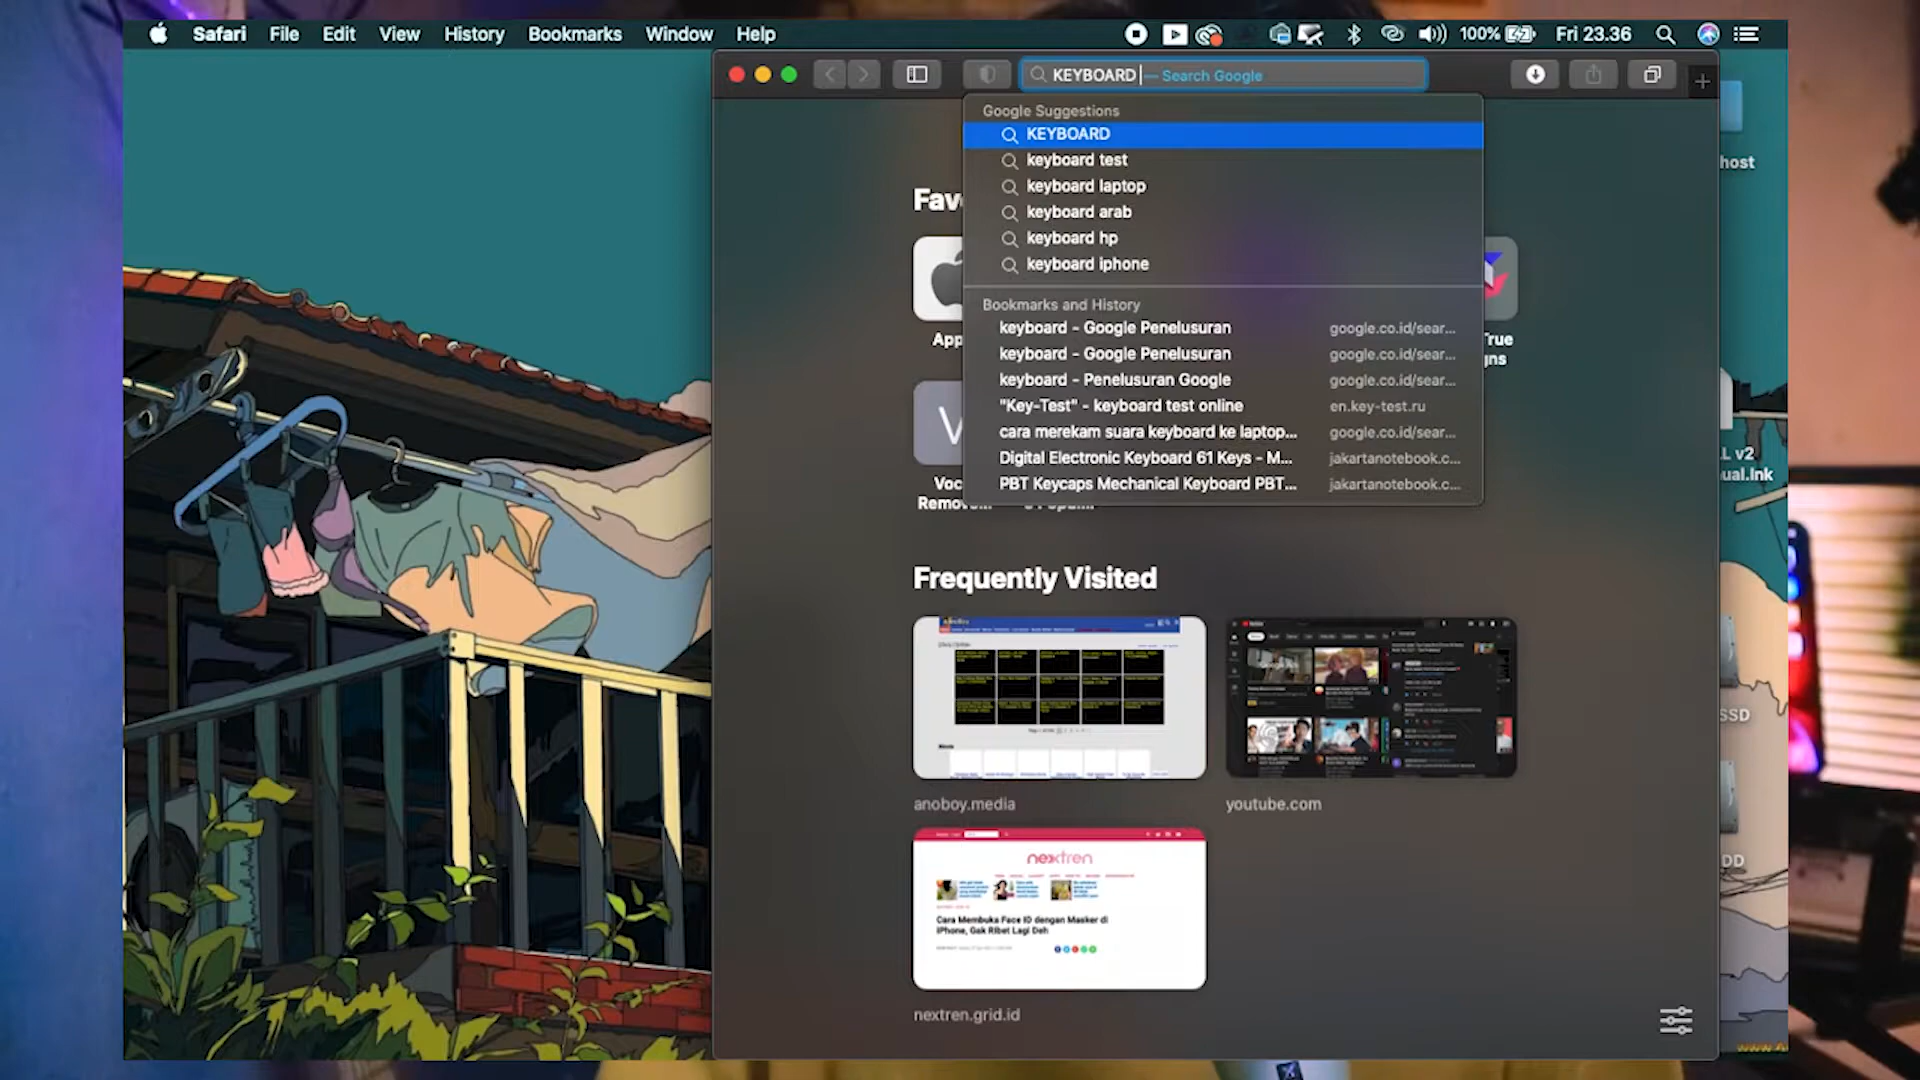 Safari File Edit View History Bookmarks Window Help 100% Fri 23.36
KEYBOARD — Search Google
Google Suggestions
KEYBOARD
keyboard test
keyboard laptop
keyboard arab
keyboard hp
keyboard iphone
Bookmarks and History
keyboard - Google Penelusuran google.co.id/sear...
keyboard - Google Penelusuran google.co.id/sear...
keyboard - Penelusuran Google google.co.id/sear...
"Key-Test" - keyboard test online en.key-test.ru
cara merekam suara keyboard ke laptop... google.co.id/sear...
Digital Electronic Keyboard 61 Keys - M... jakartanotebook.c...
PBT Keycaps Mechanical Keyboard PBT... jakartanotebook.c...
Fav
App
V
Voc
Remov...
host
True
gns
L v2
ual.lnk
SSD
DD
Frequently Visited
anoboy.media
youtube.com
nextren
Cara Membuka Face ID dengan Masker di
iPhone, Gak Ribet Lagi Deh
nextren.grid.id